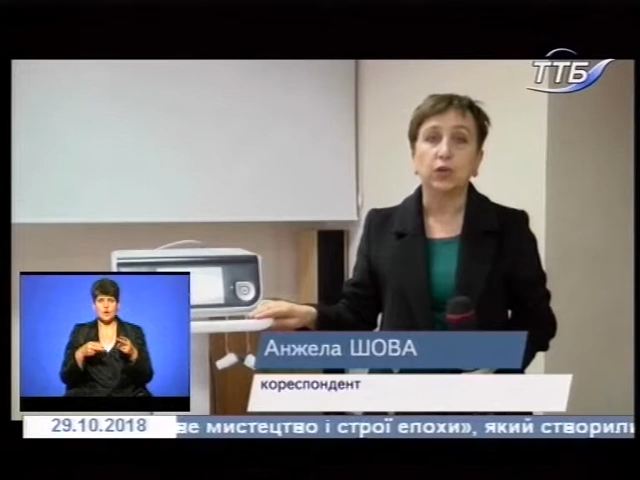 ТТБ
Анжела ШОВА
кореспондент
29.10.2018 ве мистецтво і строї епохи», який створили